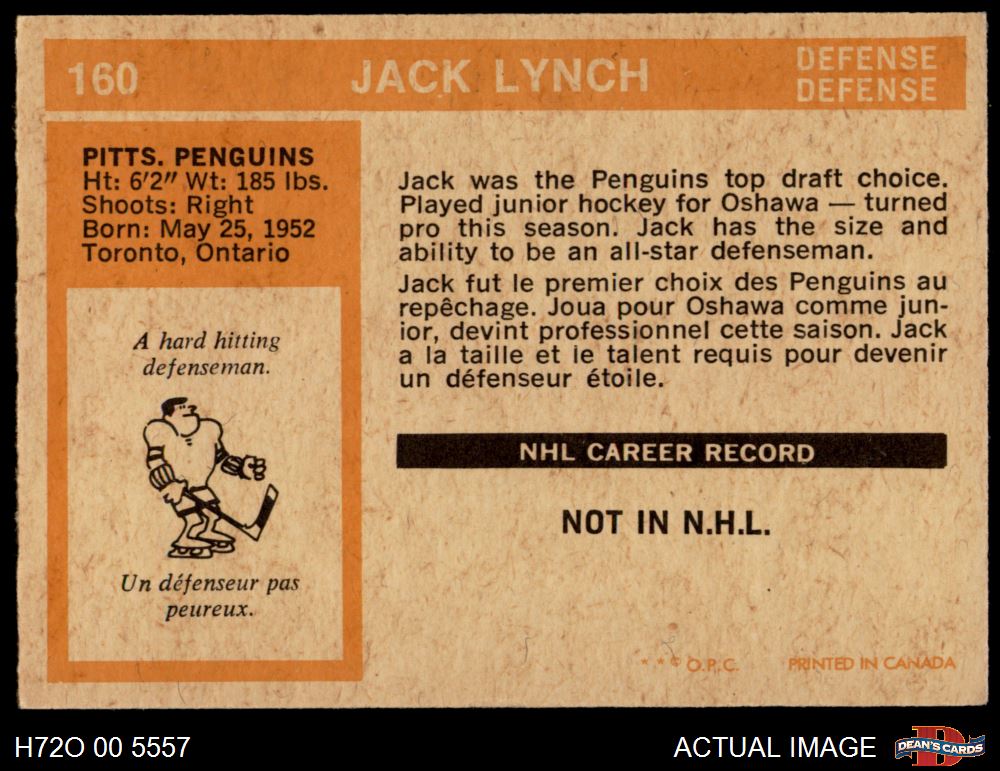 160 JACK LYNCH DEFENSE
DEFENSE
PITTS. PENGUINS
Ht: 6'2" Wt: 185 lbs.
Shoots: Right
Born: May 25, 1952
Toronto, Ontario
A hard hitting
defenseman.
Un défenseur pas
peureux.
Jack was the Penguins top draft choice.
Played junior hockey for Oshawa — turned
pro this season. Jack has the size and
ability to be an all-star defenseman.
Jack fut le premier choix des Penguins au
repêchage. Joua pour Oshawa comme jun-
ior, devint professionnel cette saison. Jack
a la taille et le talent requis pour devenir
un défenseur étoile.
NHL CAREER RECORD
NOT IN N.H.L.
* * © O.P.C. PRINTED IN CANADA
H72O 00 5557 ACTUAL IMAGE DEAN'S CARDS